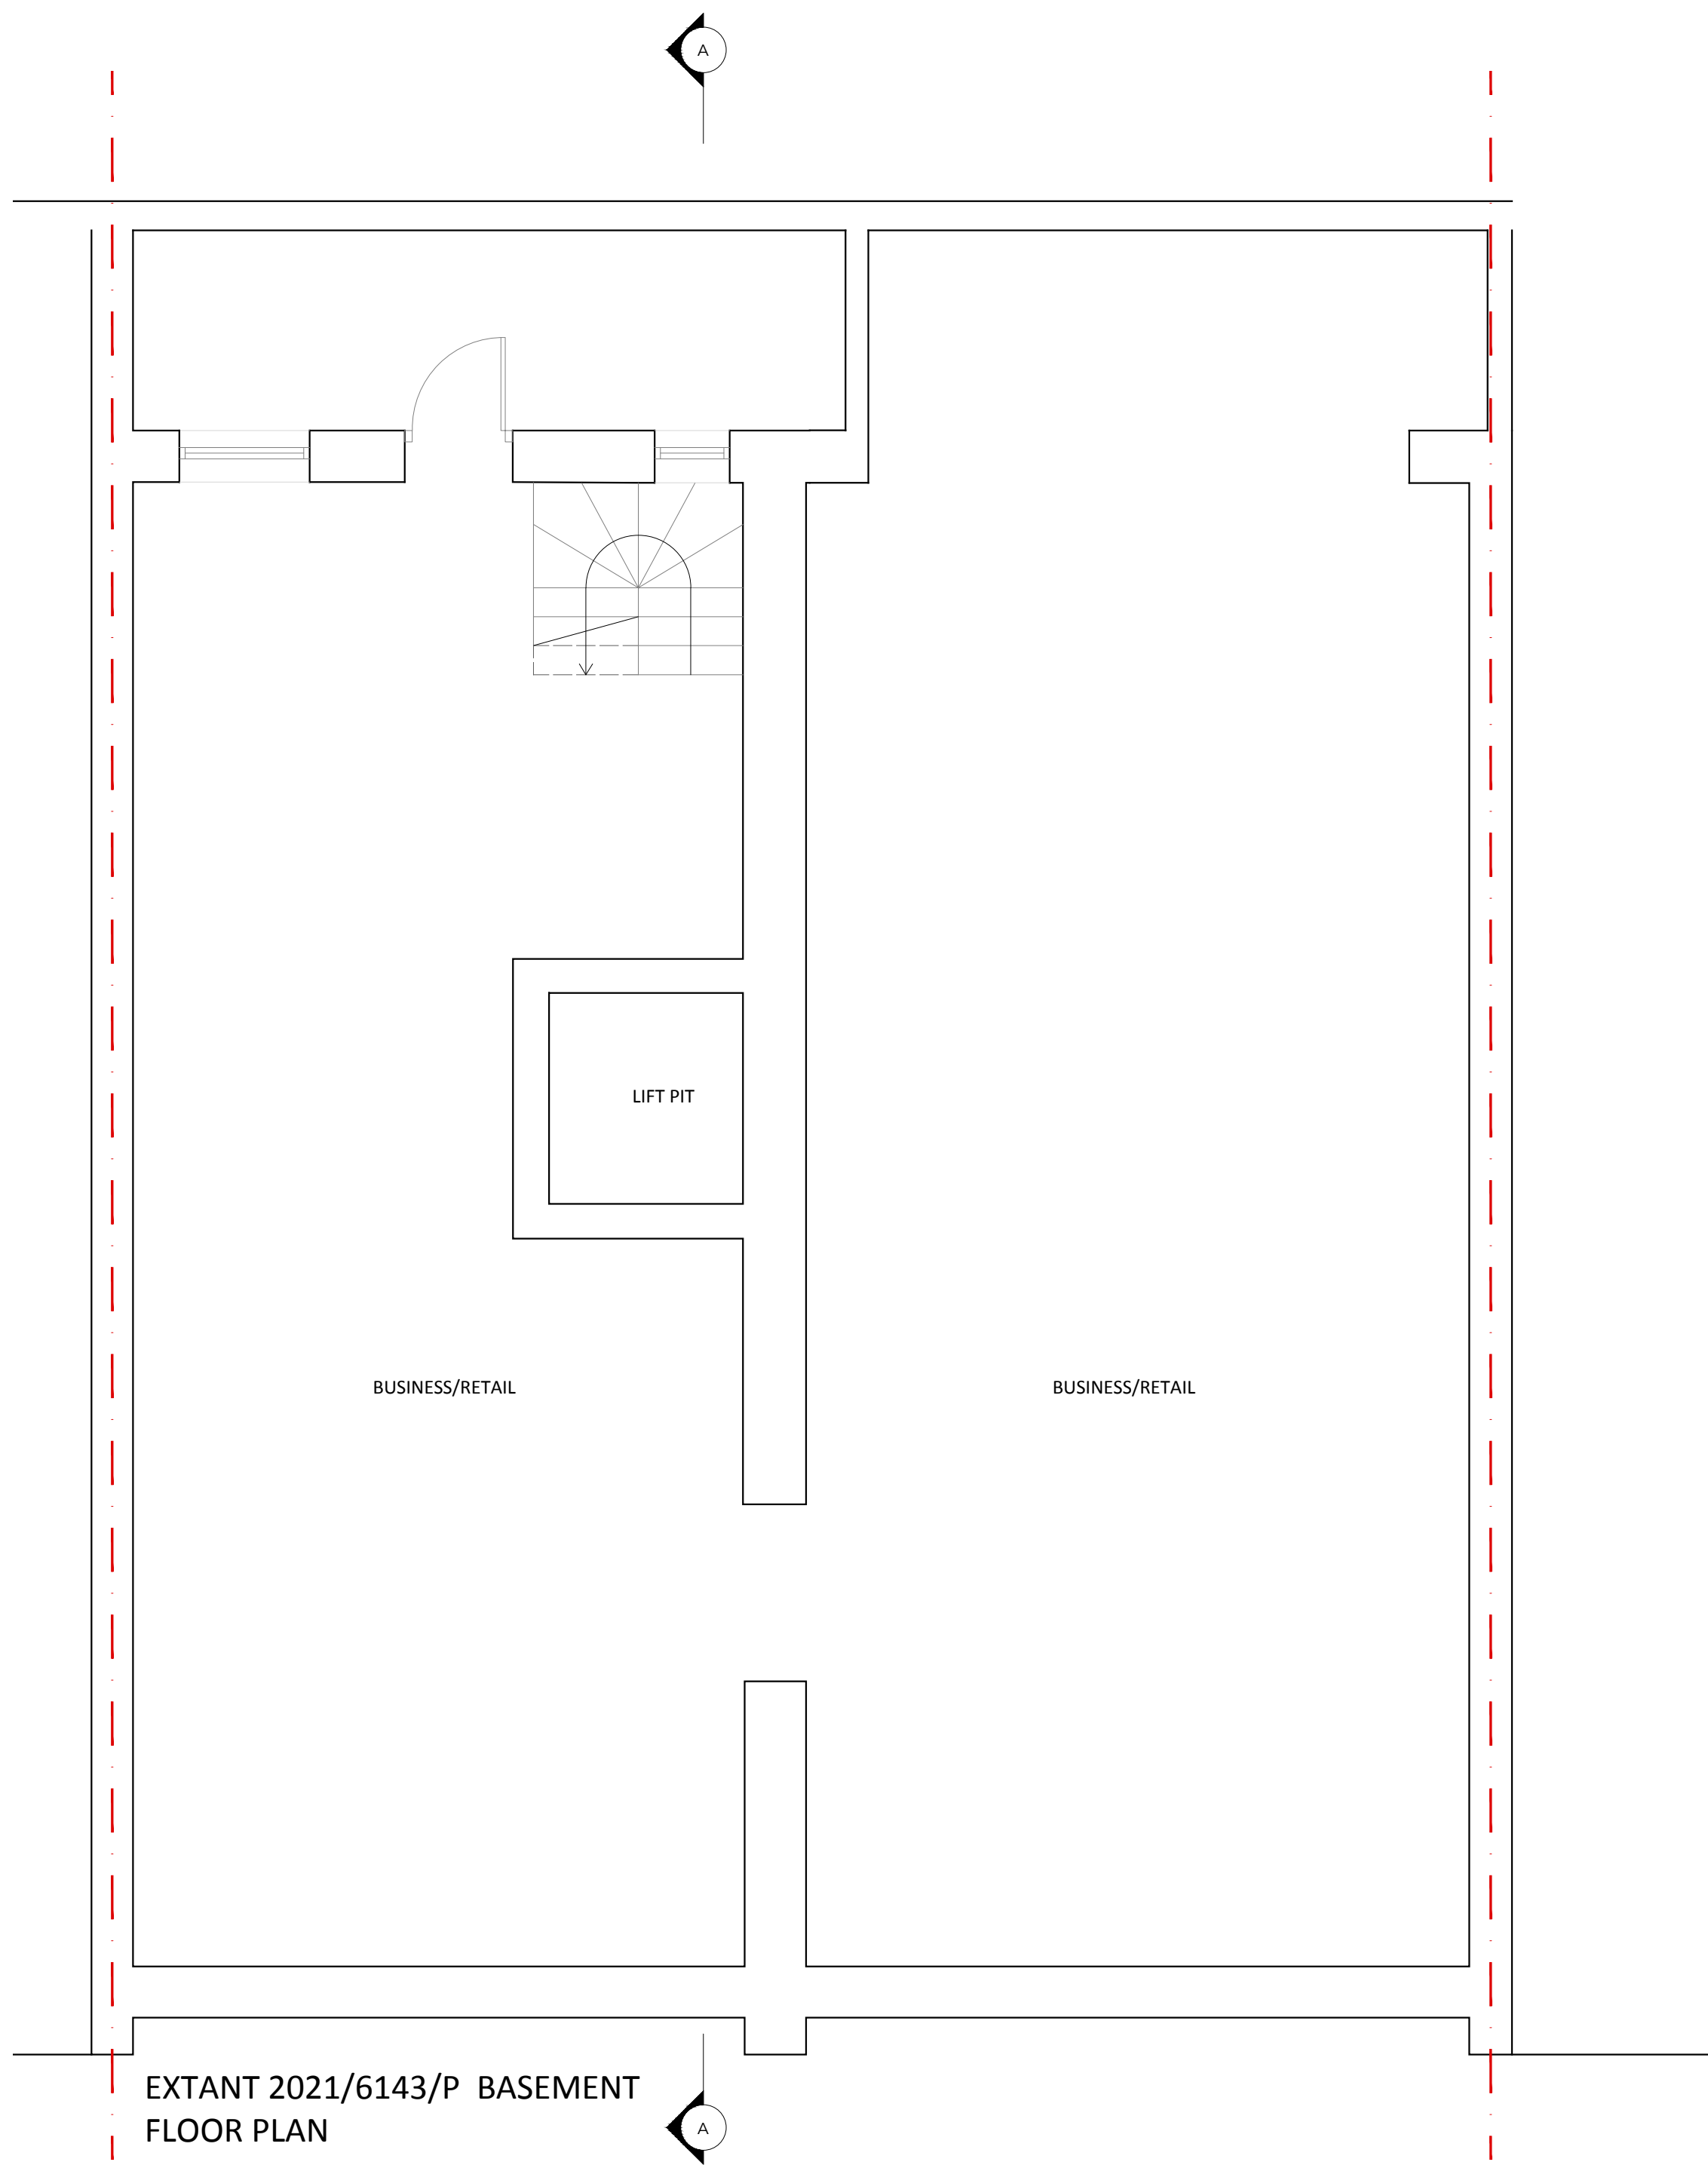 A
LIFT PIT
BUSINESS/RETAIL
BUSINESS/RETAIL
EXTANT 2021/6143/P  BASEMENT
FLOOR PLAN
A